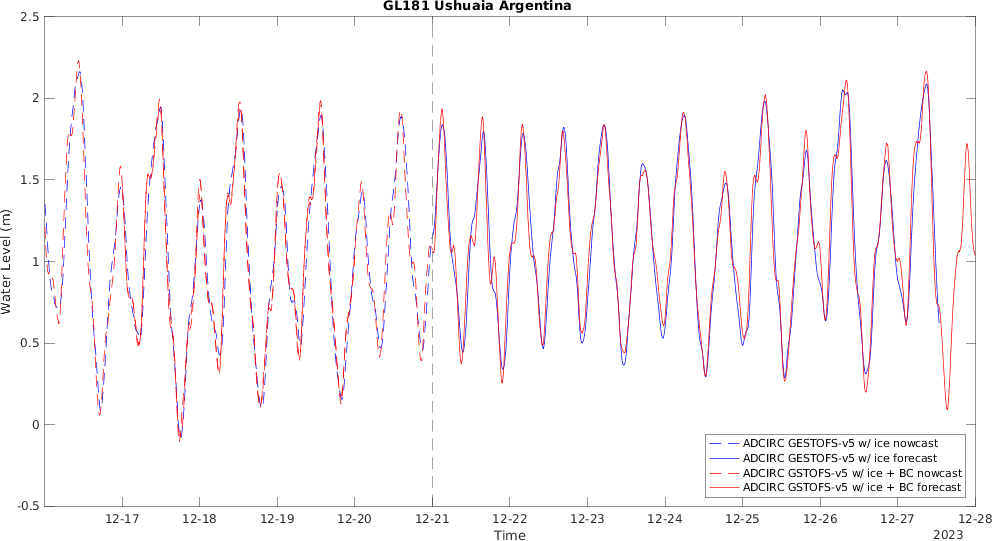 GL181 Ushuaia Argentina
2.5
2
1.5
1
0.5
0
-0.5
Water Level (m)
12-17 12-18 12-19 12-20 12-21 12-22 12-23 12-24 12-25 12-26 12-27 12-28
Time
2023
ADCIRC GESTOFS-v5 w/ ice nowcast
ADCIRC GESTOFS-v5 w/ ice forecast
ADCIRC GSTOFS-v5 w/ ice + BC nowcast
ADCIRC GSTOFS-v5 w/ ice + BC forecast